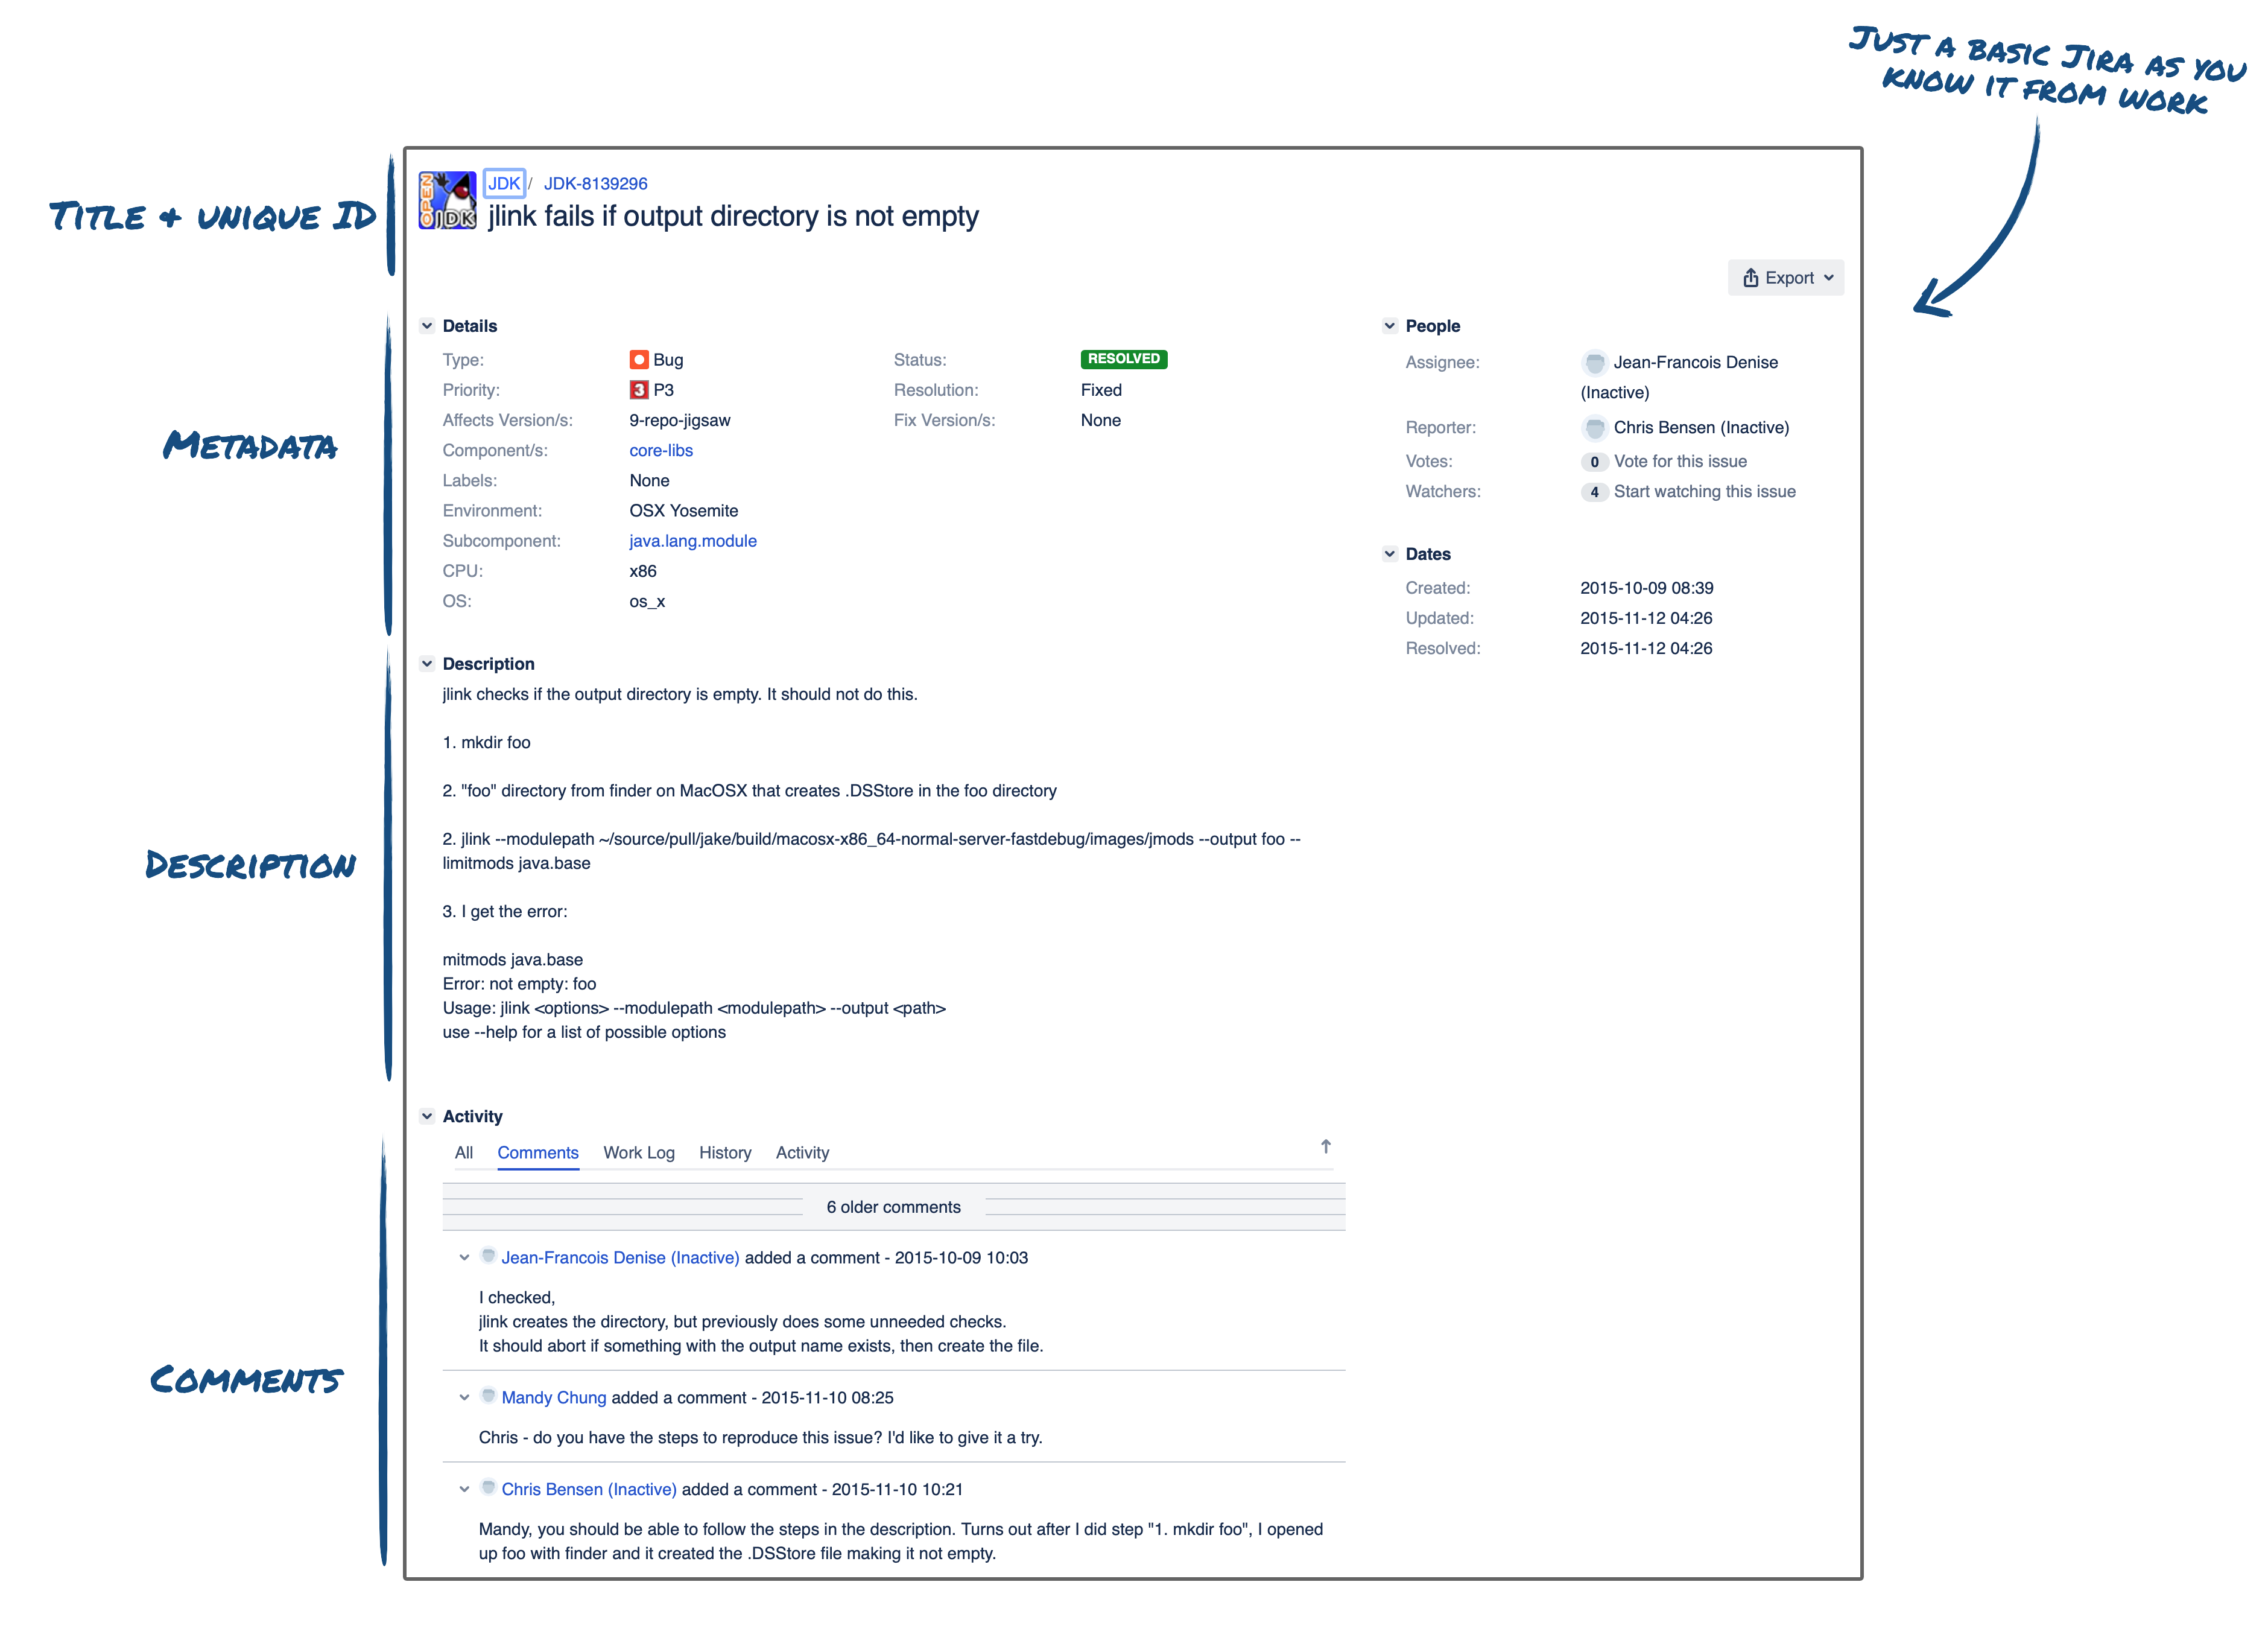 Just a basic Jira as you
know it from work
Title & unique ID
OPEN
JDK
JDK / JDK-8139296
jlink fails if output directory is not empty
Export
Metadata
Details
Type: Bug Status: RESOLVED
Priority: 3 P3 Resolution: Fixed
Affects Version/s: 9-repo-jigsaw Fix Version/s: None
Component/s: core-libs
Labels: None
Environment: OSX Yosemite
Subcomponent: java.lang.module
CPU: x86
OS: os_x
People
Assignee: Jean-Francois Denise
(Inactive)
Reporter: Chris Bensen (Inactive)
Votes: 0 Vote for this issue
Watchers: 4 Start watching this issue
Dates
Created: 2015-10-09 08:39
Updated: 2015-11-12 04:26
Resolved: 2015-11-12 04:26
Description
Description
jlink checks if the output directory is empty. It should not do this.
1. mkdir foo
2. "foo" directory from finder on MacOSX that creates .DSStore in the foo directory
2. jlink --modulepath ~/source/pull/jake/build/macosx-x86_64-normal-server-fastdebug/images/jmods --output foo --
limitmods java.base
3. I get the error:
mitmods java.base
Error: not empty: foo
Usage: jlink <options> --modulepath <modulepath> --output <path>
use --help for a list of possible options
Comments
Activity
All Comments Work Log History Activity
6 older comments
Jean-Francois Denise (Inactive) added a comment - 2015-10-09 10:03
I checked,
jlink creates the directory, but previously does some unneeded checks.
It should abort if something with the output name exists, then create the file.
Mandy Chung added a comment - 2015-11-10 08:25
Chris - do you have the steps to reproduce this issue? I'd like to give it a try.
Chris Bensen (Inactive) added a comment - 2015-11-10 10:21
Mandy, you should be able to follow the steps in the description. Turns out after I did step "1. mkdir foo", I opened
up foo with finder and it created the .DSStore file making it not empty.